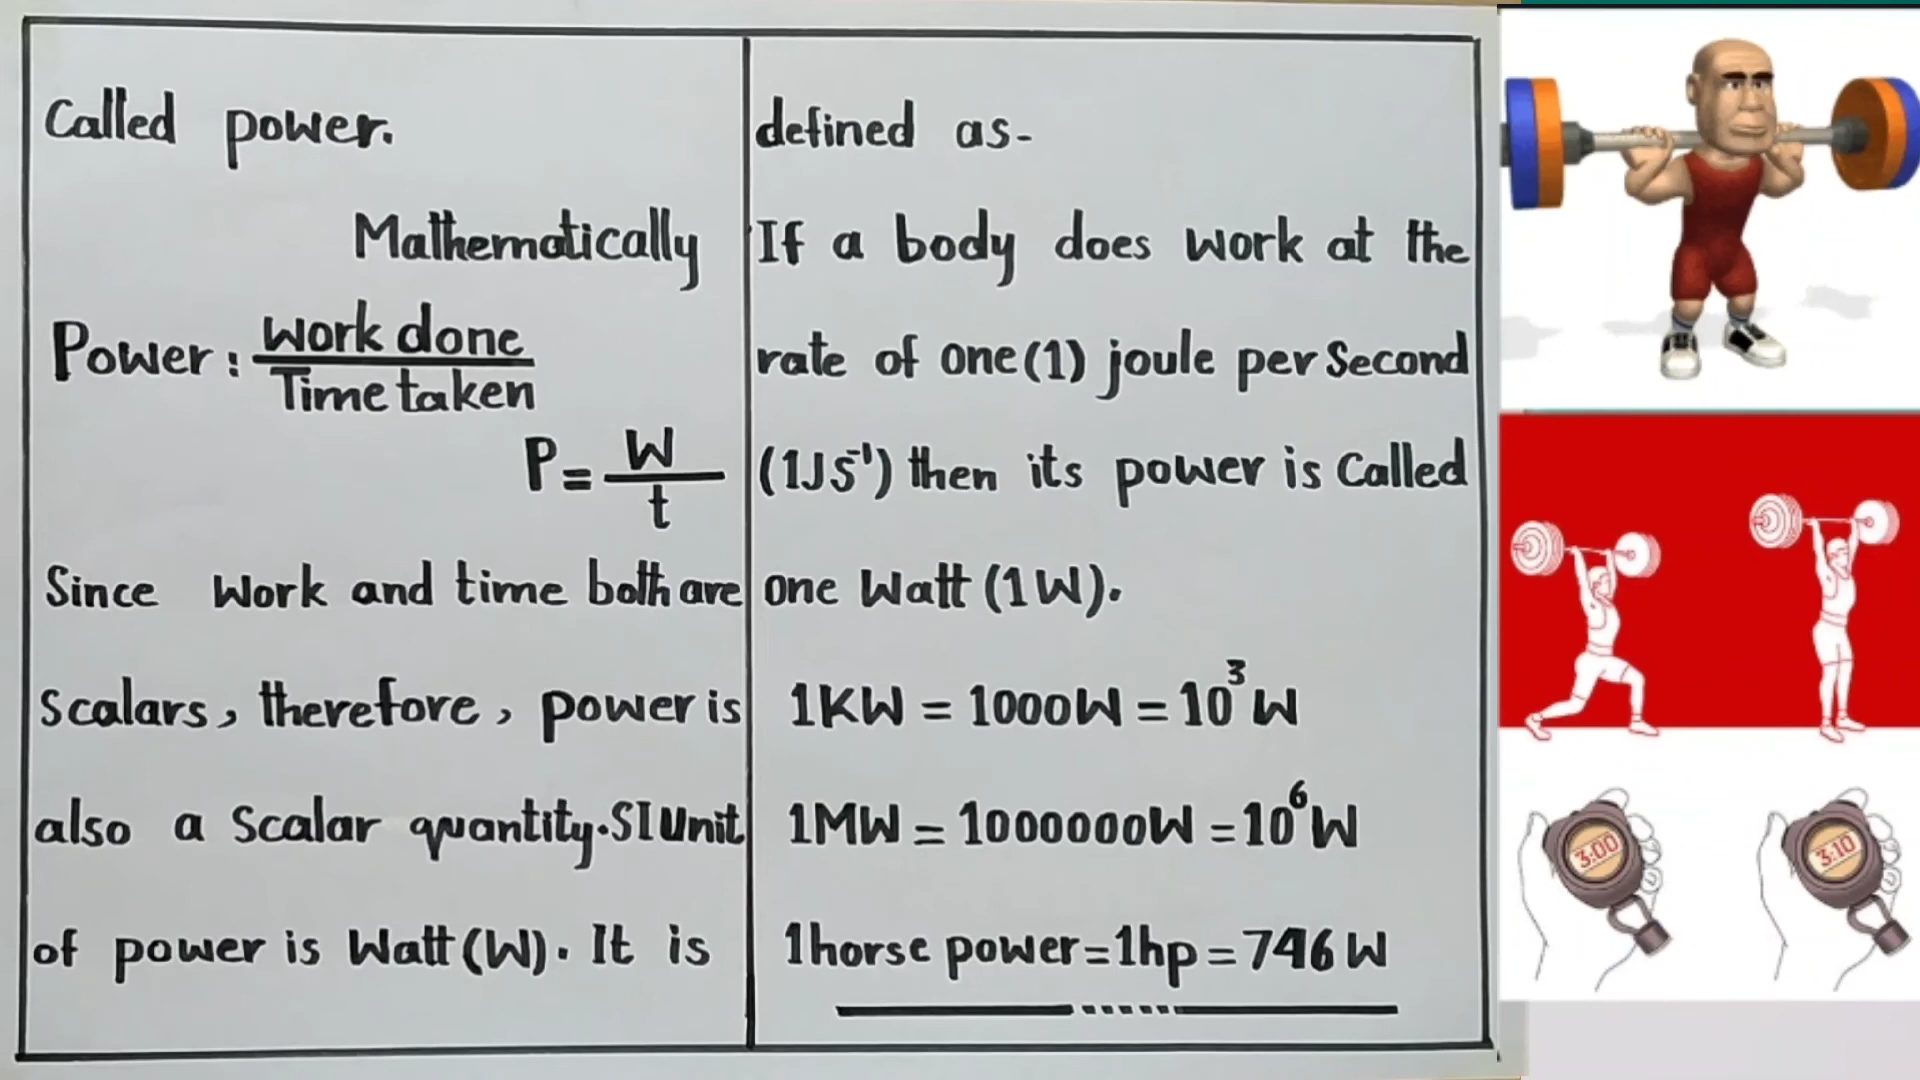 Called power.
Mathematically
Power: Work done
Time taken
P = W
t
Since Work and time both are
Scalars, therefore, power is
also a Scalar quantity. SI Unit
of power is Watt (W). It is
defined as-
If a body does Work at the
rate of one (1) joule per Second
(1JS⁻¹) then its power is Called
one Watt (1W).
1KW = 1000W = 10³W
1MW = 1000000W = 10⁶W
1horse power = 1hp = 746 W
3:00
3:10